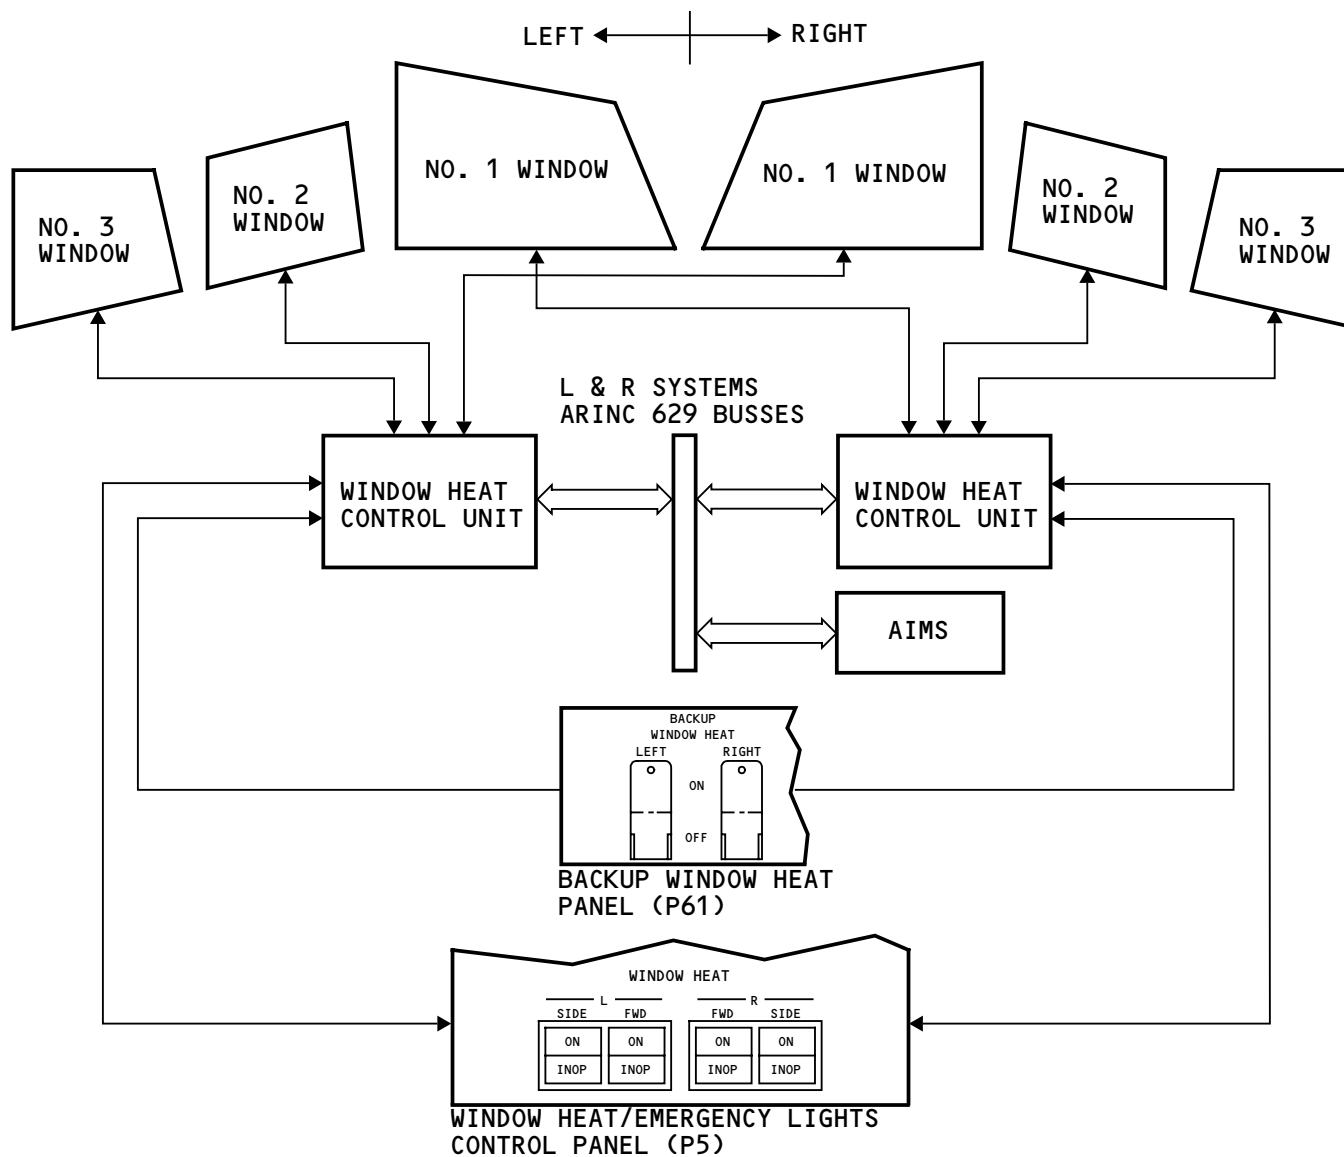 LEFT
RIGHT
NO. 3
WINDOW
NO. 2
WINDOW
NO. 1 WINDOW
NO. 1 WINDOW
NO. 2
WINDOW
NO. 3
WINDOW
L & R SYSTEMS
ARINC 629 BUSSES
WINDOW HEAT
CONTROL UNIT
WINDOW HEAT
CONTROL UNIT
AIMS
BACKUP
WINDOW HEAT
LEFT
RIGHT
ON
OFF
BACKUP WINDOW HEAT
PANEL (P61)
WINDOW HEAT
L
R
SIDE
FWD
FWD
SIDE
ON
ON
ON
ON
INOP
INOP
INOP
INOP
WINDOW HEAT/EMERGENCY LIGHTS
CONTROL PANEL (P5)